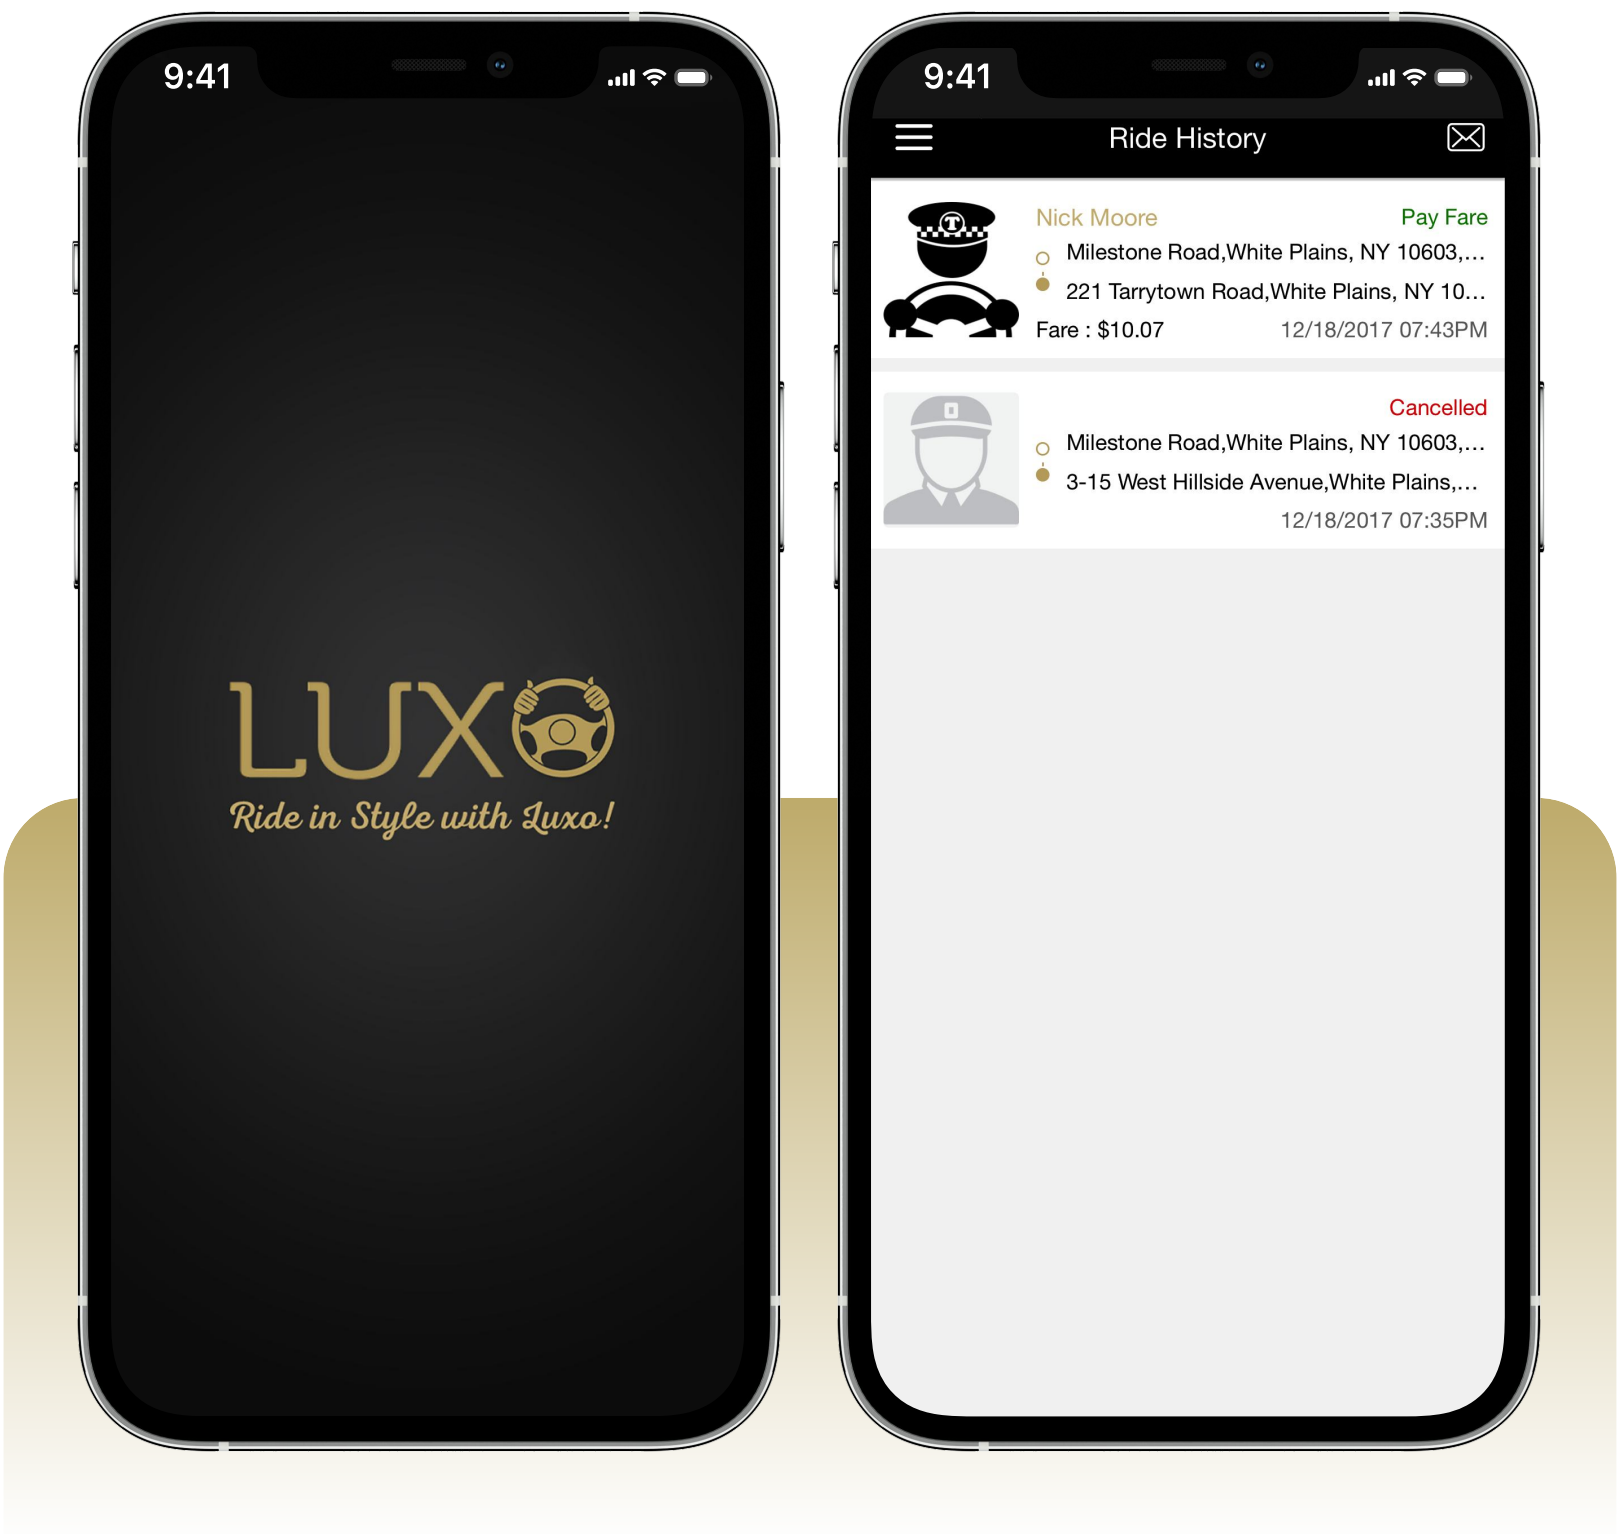 9:41
LUXO
Ride in Style with Luxo!
9:41
Ride History
T
Nick Moore
Pay Fare
Milestone Road,White Plains, NY 10603,...
221 Tarrytown Road,White Plains, NY 10...
Fare : $10.07
12/18/2017 07:43PM
Cancelled
Milestone Road,White Plains, NY 10603,...
3-15 West Hillside Avenue,White Plains,...
12/18/2017 07:35PM